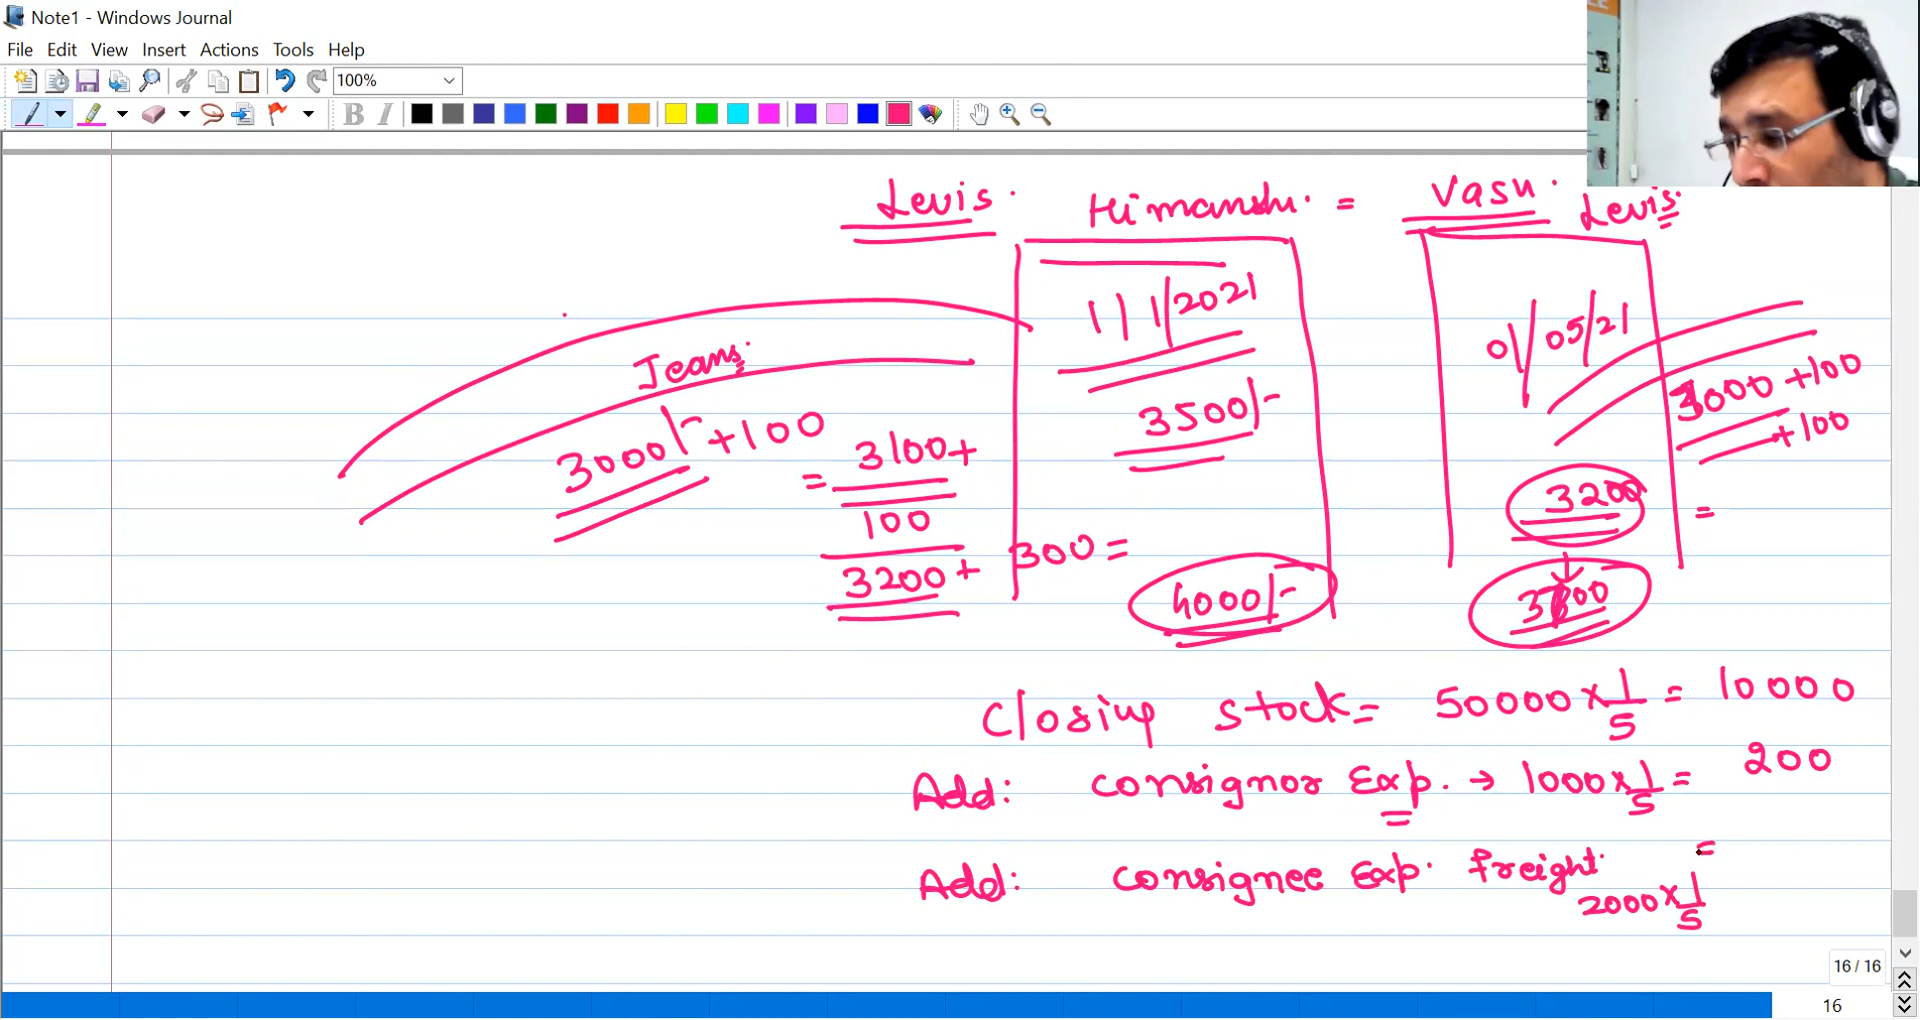 Note1 - Windows Journal
File Edit View Insert Actions Tools Help
100%
B I
Levis. Himanshu. = Vasu. Levis.
1/1/2021
01/05/21
Jeans.
3000/- +100
= 3100+
100
3200+ 300 =
3500/-
4000/-
3000 +100
+100
3200 =
Closing stock = 50000 × 1/5 = 10000
Add: Consignor Exp. → 1000 × 1/5 = 200
Add: Consignee Exp. freight. =
2000 × 1/5
16 / 16
16